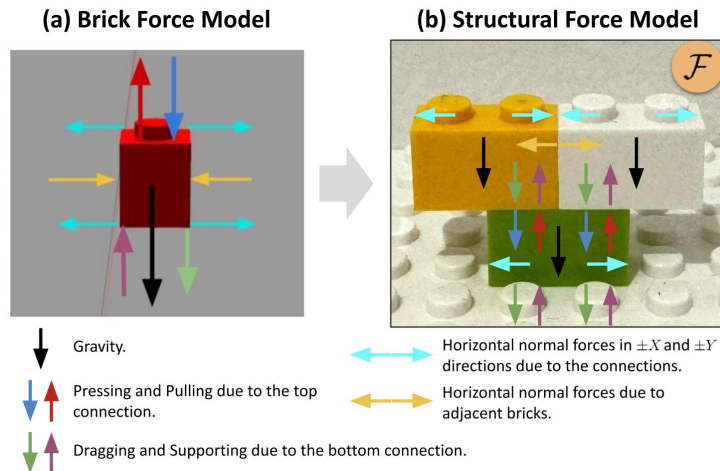 (a) Brick Force Model
(b) Structural Force Model
ℱ
Gravity.
Pressing and Pulling due to the top
connection.
Dragging and Supporting due to the bottom connection.
Horizontal normal forces in ±X and ±Y
directions due to the connections.
Horizontal normal forces due to
adjacent bricks.